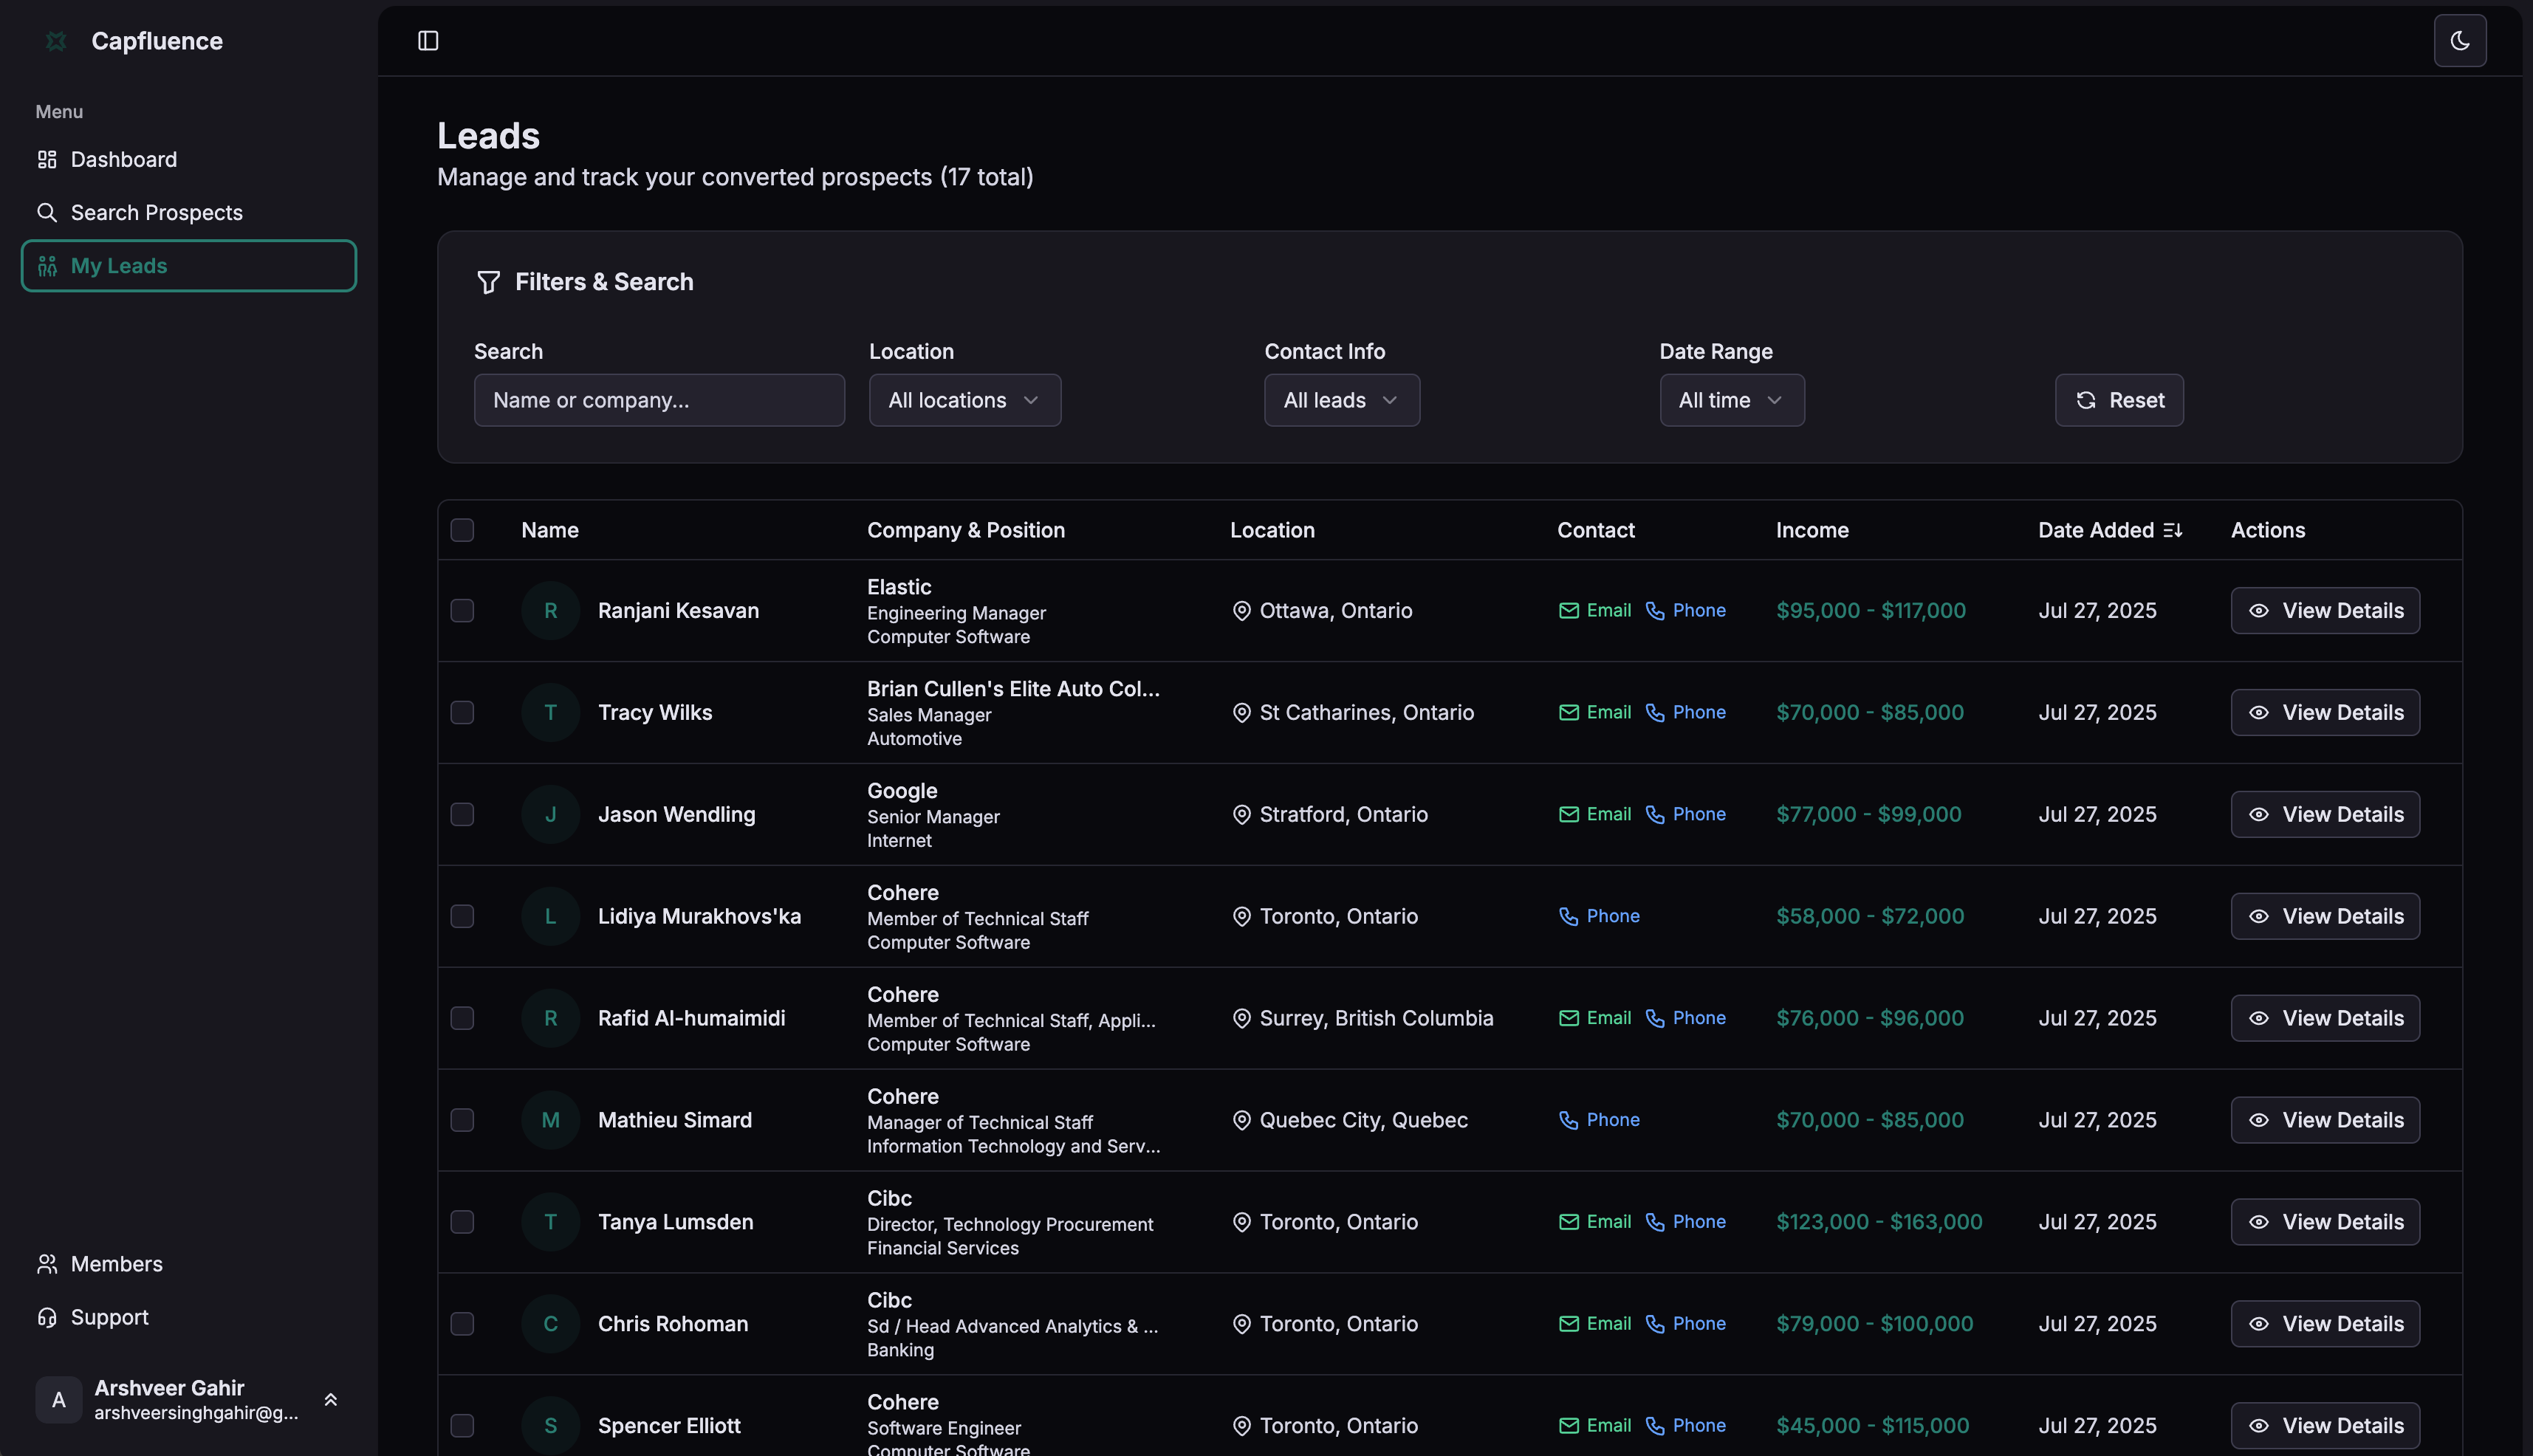 Capfluence
Menu
Dashboard
Search Prospects
My Leads
Members
Support
A
Arshveer Gahir
arshveersinghgahir@g...
Leads
Manage and track your converted prospects (17 total)
Filters & Search
Search
Location
Contact Info
Date Range
Name or company...
All locations
All leads
All time
Reset
Name
Company & Position
Location
Contact
Income
Date Added
Actions
R
Ranjani Kesavan
Elastic
Engineering Manager
Computer Software
Ottawa, Ontario
Email
Phone
$95,000 - $117,000
Jul 27, 2025
View Details
T
Tracy Wilks
Brian Cullen's Elite Auto Col...
Sales Manager
Automotive
St Catharines, Ontario
Email
Phone
$70,000 - $85,000
Jul 27, 2025
View Details
J
Jason Wendling
Google
Senior Manager
Internet
Stratford, Ontario
Email
Phone
$77,000 - $99,000
Jul 27, 2025
View Details
L
Lidiya Murakhovs'ka
Cohere
Member of Technical Staff
Computer Software
Toronto, Ontario
Phone
$58,000 - $72,000
Jul 27, 2025
View Details
R
Rafid Al-humaimidi
Cohere
Member of Technical Staff, Appli...
Computer Software
Surrey, British Columbia
Email
Phone
$76,000 - $96,000
Jul 27, 2025
View Details
M
Mathieu Simard
Cohere
Manager of Technical Staff
Information Technology and Serv...
Quebec City, Quebec
Phone
$70,000 - $85,000
Jul 27, 2025
View Details
T
Tanya Lumsden
Cibc
Director, Technology Procurement
Financial Services
Toronto, Ontario
Email
Phone
$123,000 - $163,000
Jul 27, 2025
View Details
C
Chris Rohoman
Cibc
Sd / Head Advanced Analytics & ...
Banking
Toronto, Ontario
Email
Phone
$79,000 - $100,000
Jul 27, 2025
View Details
S
Spencer Elliott
Cohere
Software Engineer
Computer Software
Toronto, Ontario
Email
Phone
$45,000 - $115,000
Jul 27, 2025
View Details